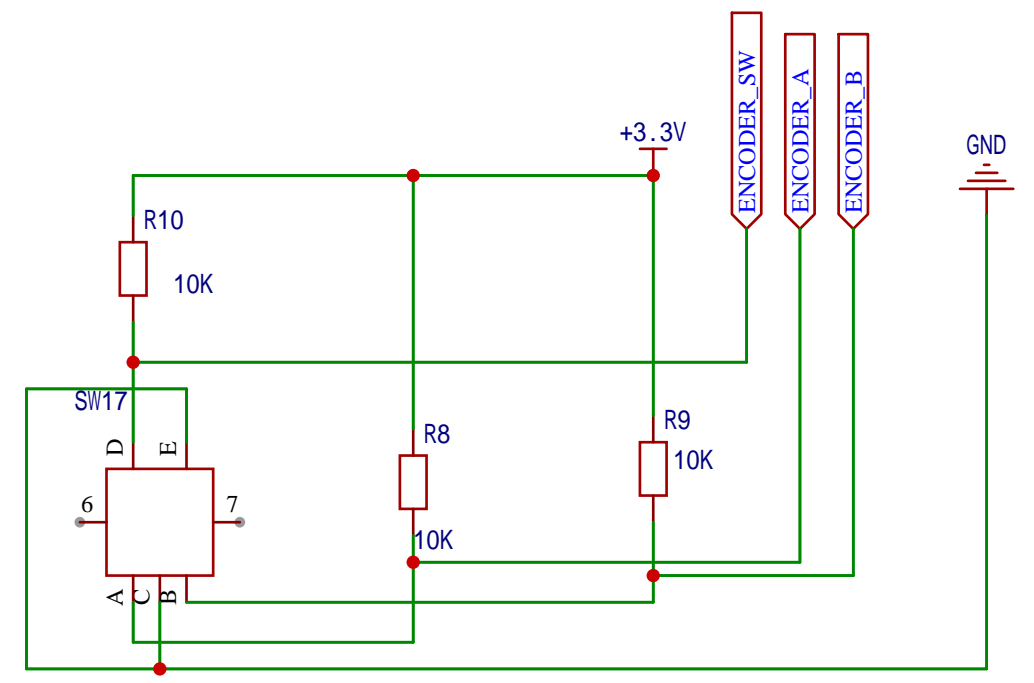 ENCODER_SW
ENCODER_A
ENCODER_B
+3.3V
GND
R10
10K
SW17
D
E
R8
R9
10K
6
7
10K
A
C
B